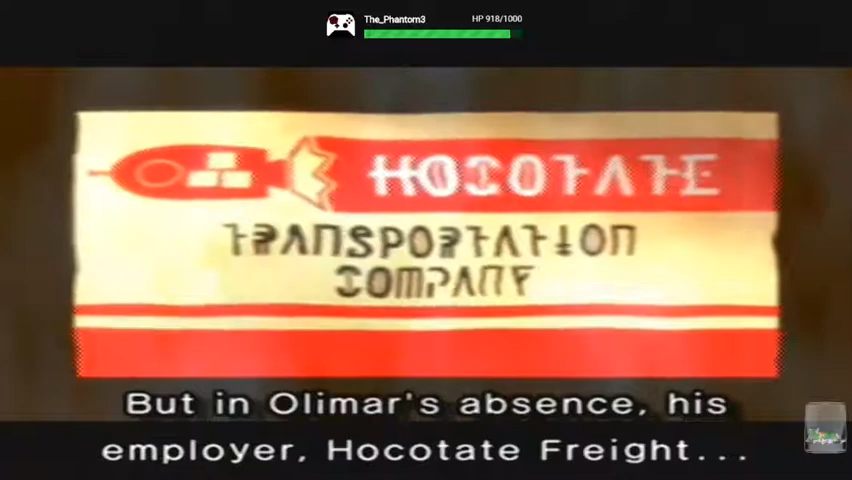 The_Phantom3
HP 918/1000
HOCOTATE
TRANSPORTATION
COMPANY
But in Olimar's absence, his
employer, Hocotate Freight...